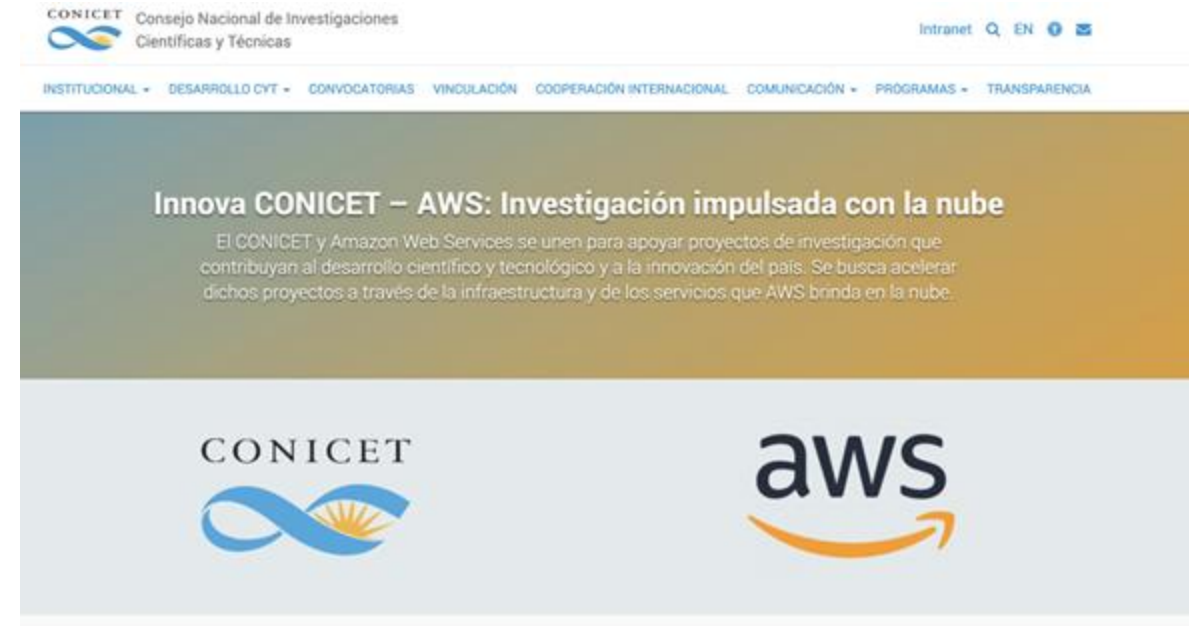 CONICET
Consejo Nacional de Investigaciones
Científicas y Técnicas
Intranet EN
INSTITUCIONAL DESARROLLO CYT CONVOCATORIAS VINCULACIÓN COOPERACIÓN INTERNACIONAL COMUNICACIÓN PROGRAMAS TRANSPARENCIA
Innova CONICET – AWS: Investigación impulsada con la nube
El CONICET y Amazon Web Services se unen para apoyar proyectos de investigación que
contribuyan al desarrollo científico y tecnológico y a la innovación del país. Se busca acelerar
dichos proyectos a través de la infraestructura y de los servicios que AWS brinda en la nube.
CONICET
aws